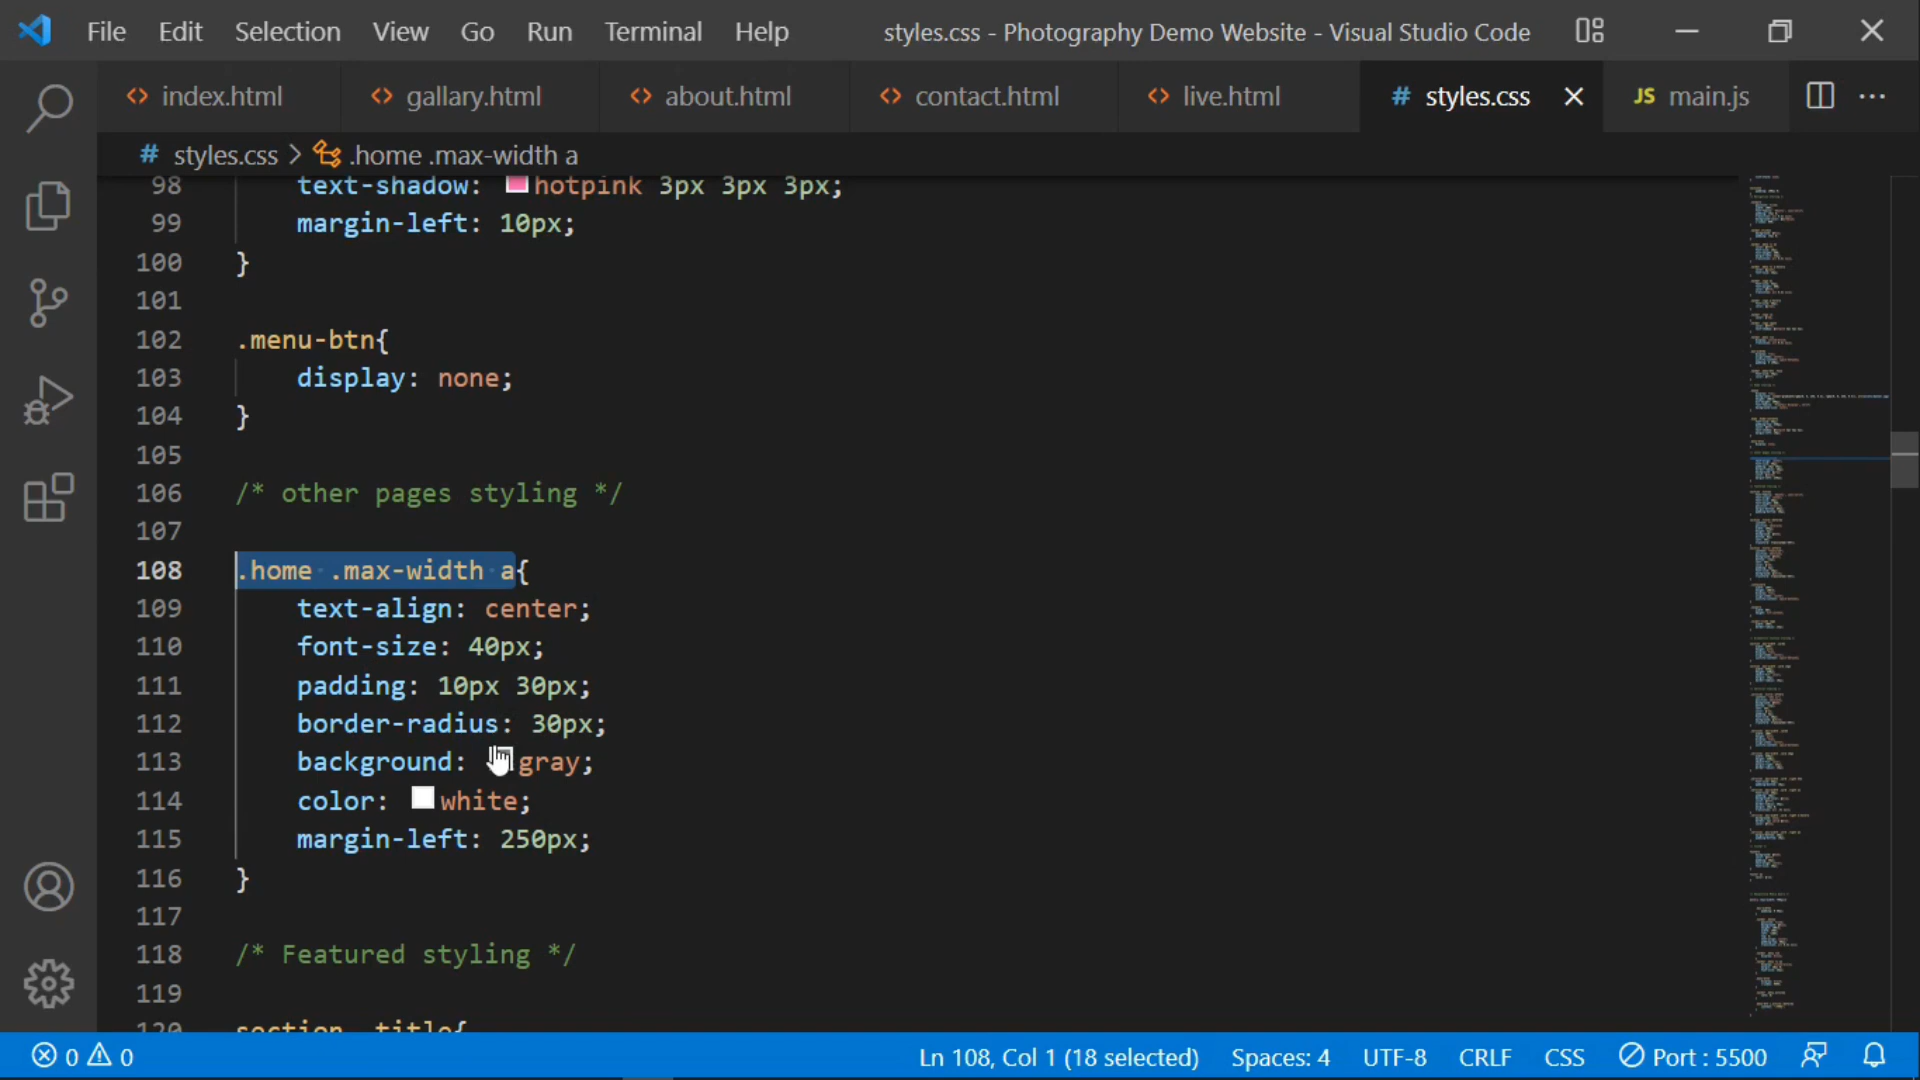 File Edit Selection View Go Run Terminal Help styles.css - Photography Demo Website - Visual Studio Code
index.html gallary.html about.html contact.html live.html # styles.css JS main.js
# styles.css > .home .max-width a
98 text-shadow: hotpink 3px 3px 3px;
99 margin-left: 10px;
100 }
101
102 .menu-btn{
103 display: none;
104 }
105
106 /* other pages styling */
107
108 .home .max-width a{
109 text-align: center;
110 font-size: 40px;
111 padding: 10px 30px;
112 border-radius: 30px;
113 background: gray;
114 color: white;
115 margin-left: 250px;
116 }
117
118 /* Featured styling */
119
120 section .title{
0 0 Ln 108, Col 1 (18 selected) Spaces: 4 UTF-8 CRLF CSS Port : 5500